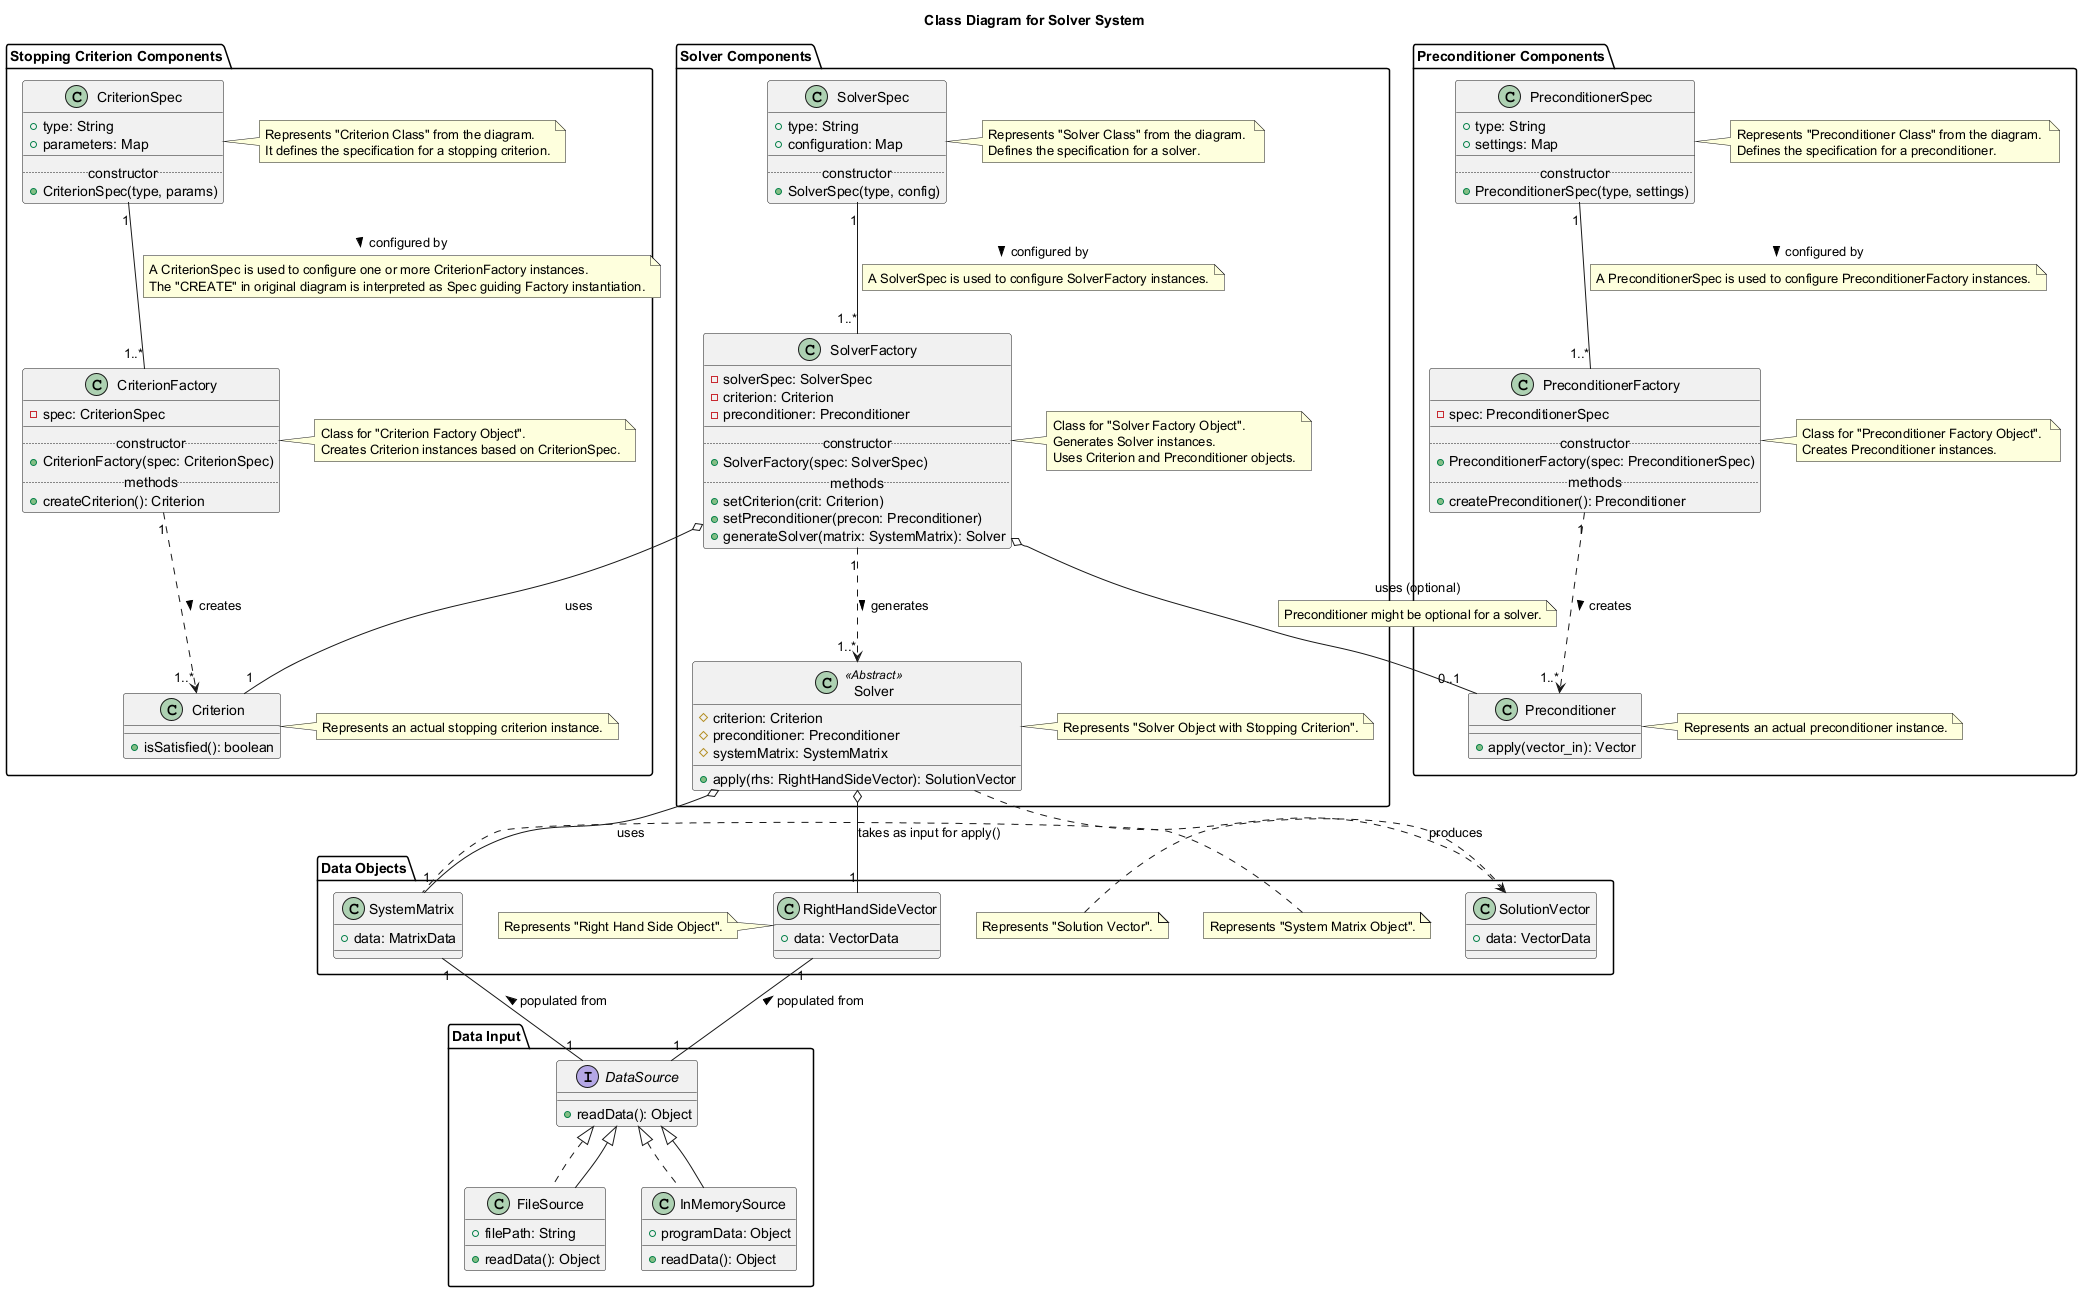 Class Diagram for Solver System
Stopping Criterion Components
C CriterionSpec
type: String
parameters: Map
constructor
CriterionSpec(type, params)
Represents "Criterion Class" from the diagram.
It defines the specification for a stopping criterion.
1
configured by
A CriterionSpec is used to configure one or more CriterionFactory instances.
The "CREATE" in original diagram is interpreted as Spec guiding Factory instantiation.
1..*
C CriterionFactory
spec: CriterionSpec
constructor
CriterionFactory(spec: CriterionSpec)
methods
createCriterion(): Criterion
Class for "Criterion Factory Object".
Creates Criterion instances based on CriterionSpec.
1
creates
1..*
C Criterion
isSatisfied(): boolean
Represents an actual stopping criterion instance.
Solver Components
C SolverSpec
type: String
configuration: Map
constructor
SolverSpec(type, config)
Represents "Solver Class" from the diagram.
Defines the specification for a solver.
1
configured by
A SolverSpec is used to configure SolverFactory instances.
1..*
C SolverFactory
solverSpec: SolverSpec
criterion: Criterion
preconditioner: Preconditioner
constructor
SolverFactory(spec: SolverSpec)
methods
setCriterion(crit: Criterion)
setPreconditioner(precon: Preconditioner)
generateSolver(matrix: SystemMatrix): Solver
Class for "Solver Factory Object".
Generates Solver instances.
Uses Criterion and Preconditioner objects.
uses
1
1
generates
1..*
uses (optional)
Preconditioner might be optional for a solver.
0..1
C «Abstract»
Solver
criterion: Criterion
preconditioner: Preconditioner
systemMatrix: SystemMatrix
apply(rhs: RightHandSideVector): SolutionVector
Represents "Solver Object with Stopping Criterion".
Preconditioner Components
C PreconditionerSpec
type: String
settings: Map
constructor
PreconditionerSpec(type, settings)
Represents "Preconditioner Class" from the diagram.
Defines the specification for a preconditioner.
1
configured by
A PreconditionerSpec is used to configure PreconditionerFactory instances.
1..*
C PreconditionerFactory
spec: PreconditionerSpec
constructor
PreconditionerFactory(spec: PreconditionerSpec)
methods
createPreconditioner(): Preconditioner
Class for "Preconditioner Factory Object".
Creates Preconditioner instances.
1
creates
1..*
C Preconditioner
apply(vector_in): Vector
Represents an actual preconditioner instance.
uses
takes as input for apply()
produces
Data Objects
1
1
C SystemMatrix
data: MatrixData
Represents "Right Hand Side Object".
C RightHandSideVector
data: VectorData
Represents "Solution Vector".
Represents "System Matrix Object".
C SolutionVector
data: VectorData
1
1
populated from
populated from
Data Input
1
1
I DataSource
readData(): Object
C FileSource
filePath: String
readData(): Object
C InMemorySource
programData: Object
readData(): Object